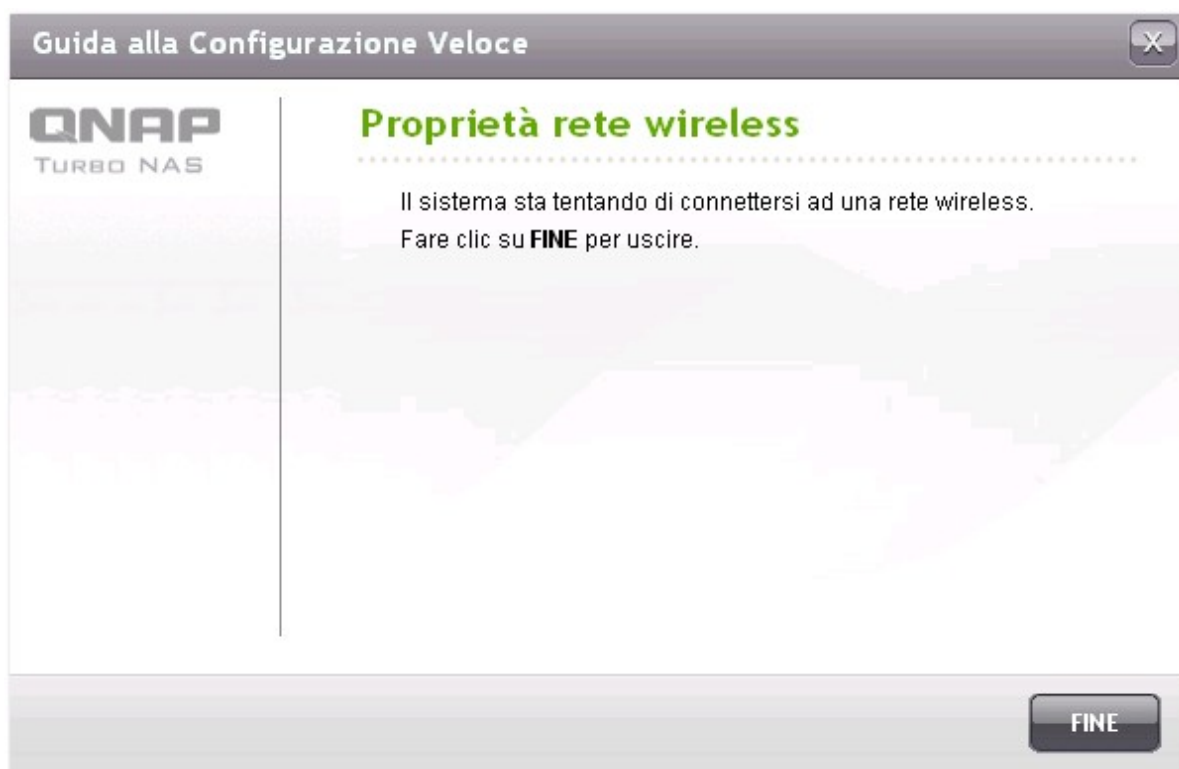 Guida alla Configurazione Veloce
X
QNAP
TURBO NAS
Proprietà rete wireless
Il sistema sta tentando di connettersi ad una rete wireless.
Fare clic su FINE per uscire.
FINE